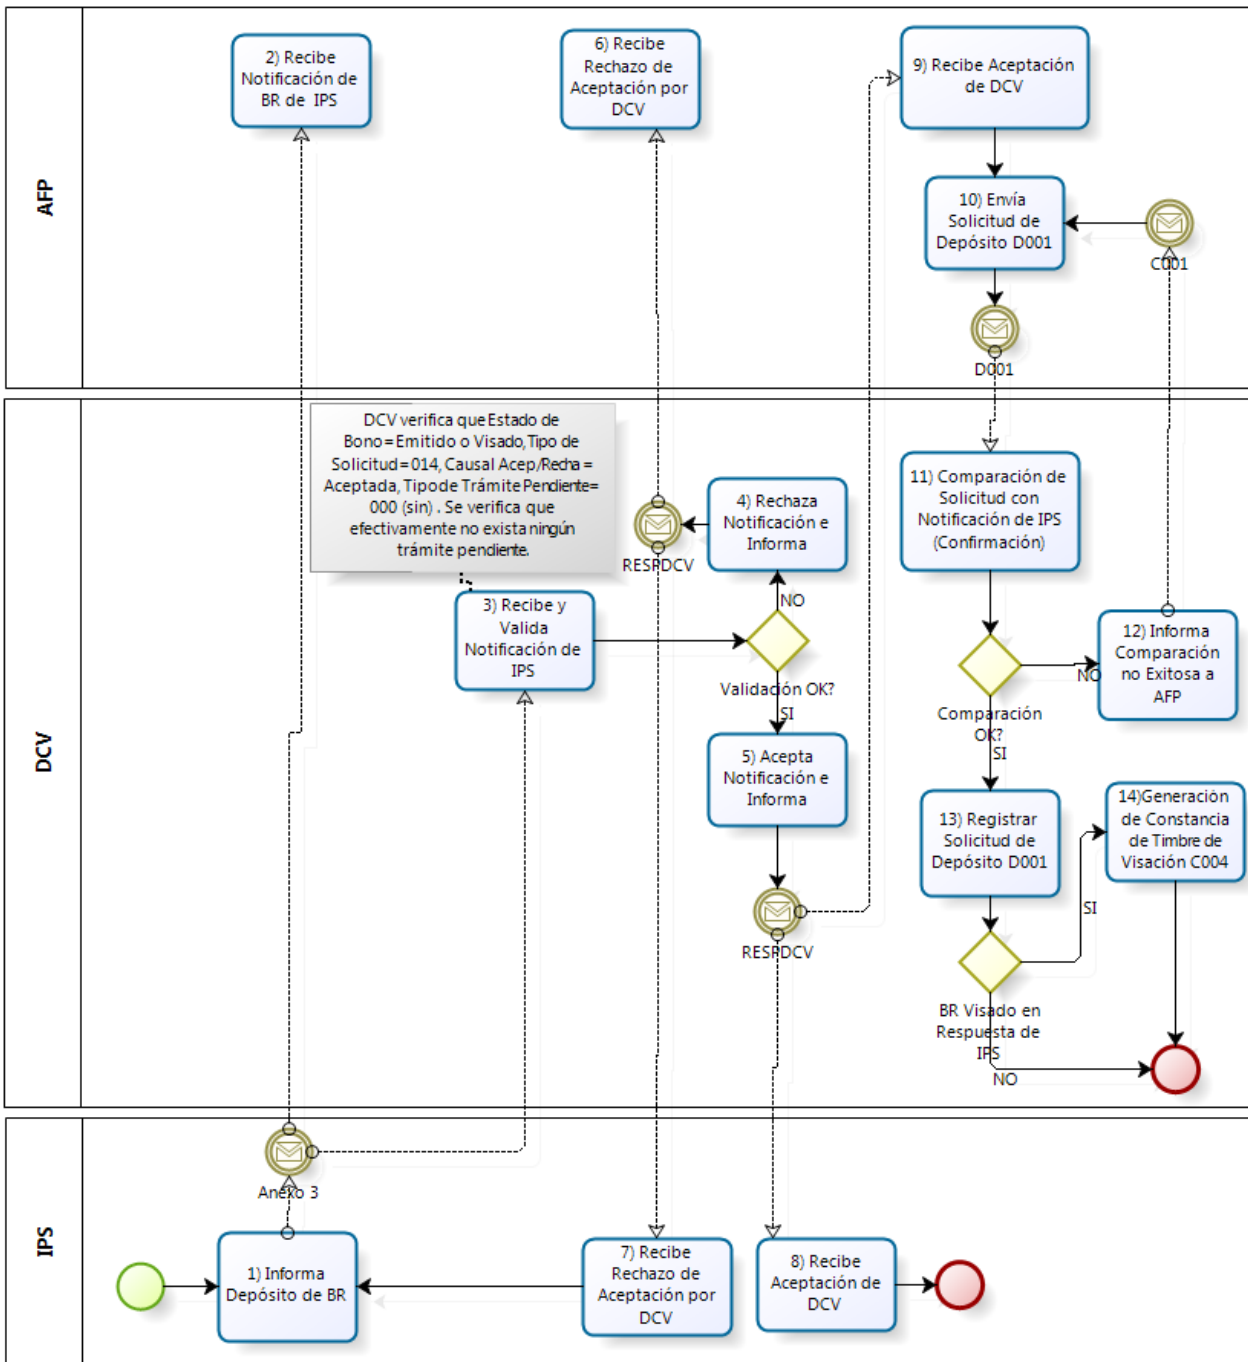 AFP
2) Recibe
Notificación de
BR de IPS
6) Recibe
Rechazo de
Aceptación por
DCV
9) Recibe Aceptación
de DCV
10) Envía
Solicitud de
Depósito D001
C001
D001
DCV
DCV verifica que Estado de
Bono=Emitido o Visado, Tipo de
Solicitud=014, Causal Acep/Recha =
Aceptada, Tipo de Trámite Pendiente=
000 (sin) . Se verifica que
efectivamente no exista ningún
trámite pendiente.
3) Recibe y
Valida
Notificación de
IPS
RESPDCV
4) Rechaza
Notificación e
Informa
NO
Validación OK?
SI
5) Acepta
Notificación e
Informa
RESPDCV
11) Comparación de
Solicitud con
Notificación de IPS
(Confirmación)
NO
12) Informa
Comparación
no Exitosa a
AFP
Comparación
OK?
SI
13) Registrar
Solicitud de
Depósito D001
14)Generación
de Constancia
de Timbre de
Visación C004
SI
BR Visado en
Respuesta de
IPS
NO
IPS
Anexo 3
1) Informa
Depósito de BR
7) Recibe
Rechazo de
Aceptación por
DCV
8) Recibe
Aceptación de
DCV